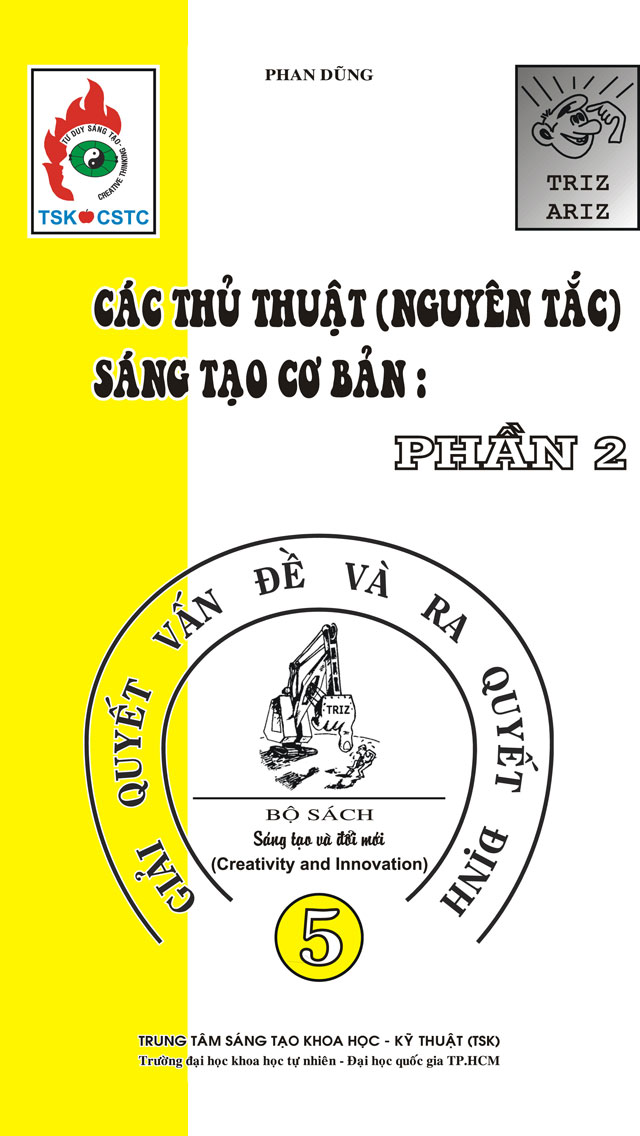 PHAN DŨNG
TƯ DUY SÁNG TẠO - CREATIVE THINKING
TSK CSTC
TRIZ
ARIZ
CÁC THỦ THUẬT (NGUYÊN TẮC)
SÁNG TẠO CƠ BẢN :
PHẦN 2
GIẢI QUYẾT VẤN ĐỀ VÀ RA QUYẾT ĐỊNH
TRIZ
BỘ SÁCH
Sáng tạo và đổi mới
(Creativity and Innovation)
5
TRUNG TÂM SÁNG TẠO KHOA HỌC - KỸ THUẬT (TSK)
Trường đại học khoa học tự nhiên - Đại học quốc gia TP.HCM